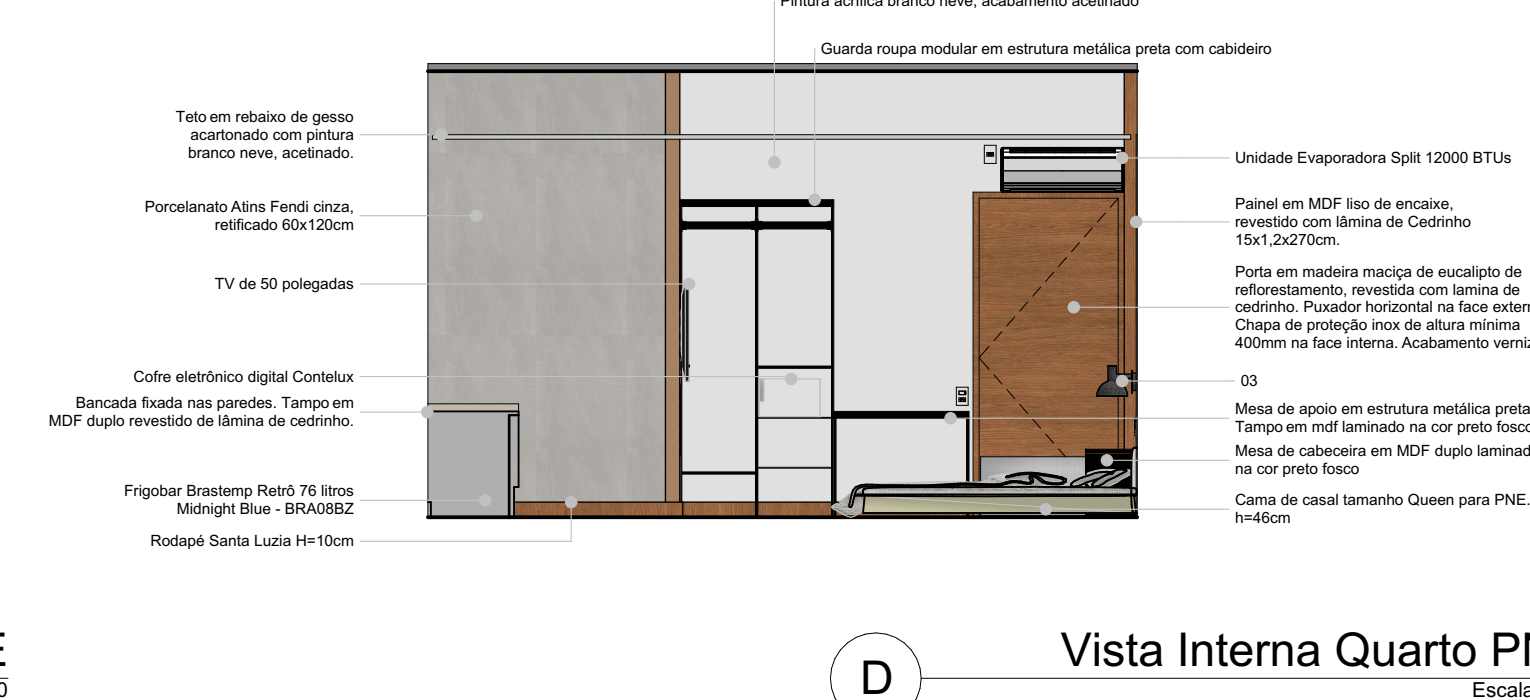 Pintura acrílica branco neve, acabamento acetinado
Guarda roupa modular em estrutura metálica preta com cabideiro
Teto em rebaixo de gesso
acartonado com pintura
branco neve, acetinado.
Porcelanato Atins Fendi cinza,
retificado 60x120cm
TV de 50 polegadas
Cofre eletrônico digital Contelux
Bancada fixada nas paredes. Tampo em
MDF duplo revestido de lâmina de cedrinho.
Frigobar Brastemp Retrô 76 litros
Midnight Blue - BRA08BZ
Rodapé Santa Luzia H=10cm
Unidade Evaporadora Split 12000 BTUs
Painel em MDF liso de encaixe,
revestido com lâmina de Cedrinho
15x1,2x270cm.
Porta em madeira maciça de eucalipto de
reflorestamento, revestida com lamina de
cedrinho. Puxador horizontal na face
Chapa de proteção inox de altura mínima
400mm na face interna. Acabamento verniz
03
Mesa de apoio em estrutura metálica preta
Tampo em mdf laminado na cor preto fosco
Mesa de cabeceira em MDF duplo
na cor preto fosco
Cama de casal tamanho Queen para PNE.
h=46cm
E
0
D
Vista Interna Quarto
Escala